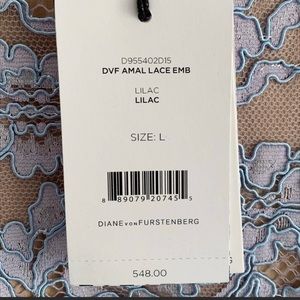 D955402D15
DVF AMAL LACE EMB
LILAC
LILAC
SIZE: L
8 89079 20745 5
DIANE VON FURSTENBERG
G
548.00